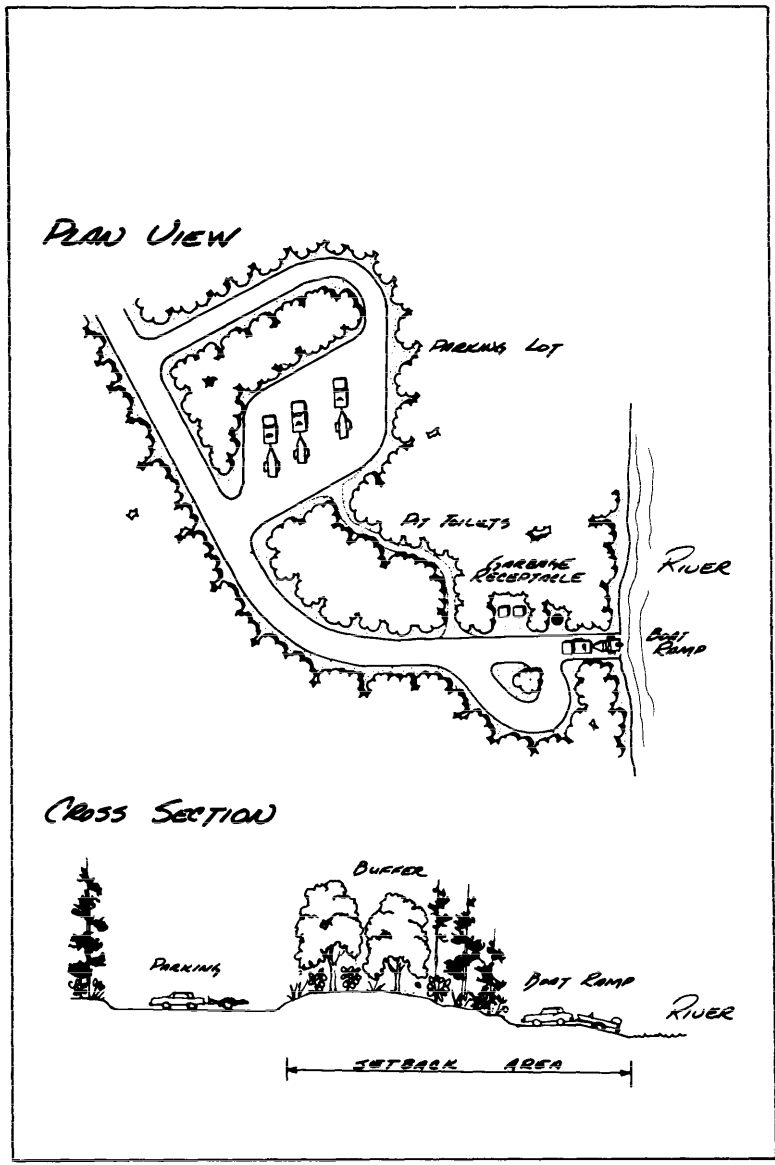 PLAN VIEW
PARKING LOT
PIT TOILETS
GARBAGE
RECEPTACLE
RIVER
BOAT
RAMP
CROSS SECTION
BUFFER
PARKING
BOAT RAMP
RIVER
SETBACK AREA